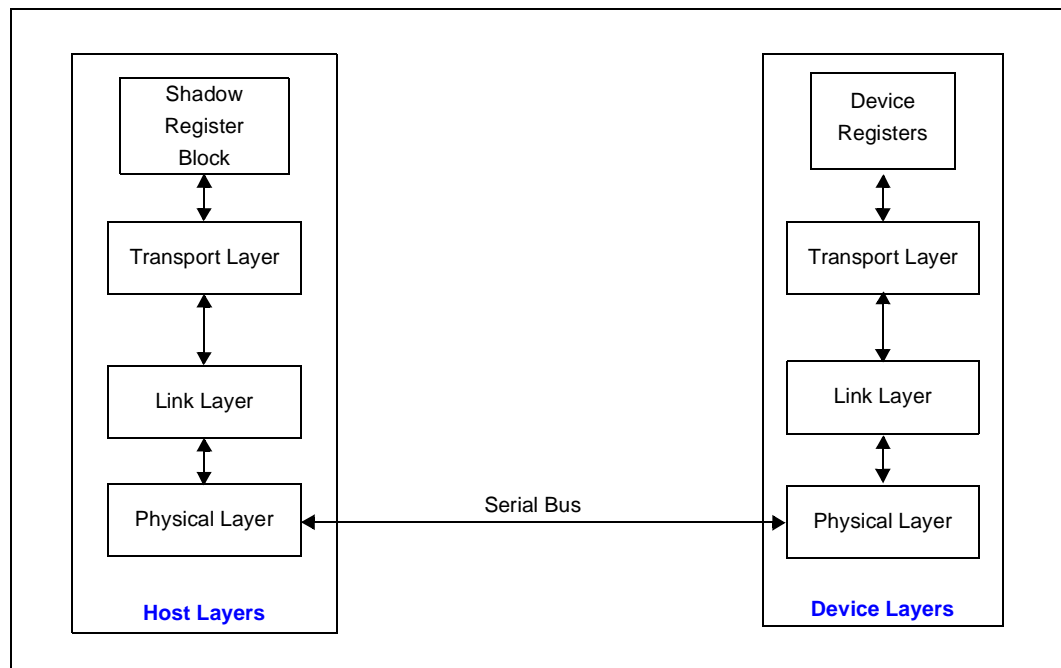 Shadow
Register
Block
Transport Layer
Link Layer
Physical Layer
Host Layers
Serial Bus
Device
Registers
Transport Layer
Link Layer
Physical Layer
Device Layers